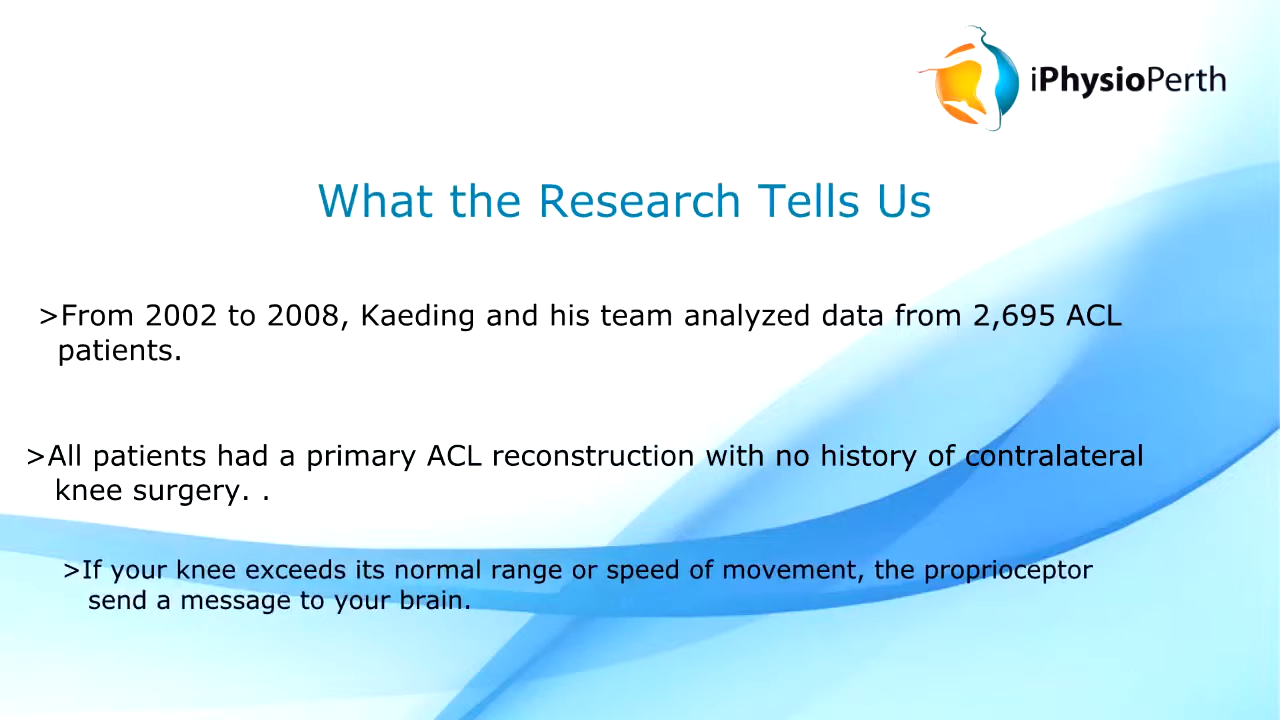 iPhysioPerth
What the Research Tells Us
>From 2002 to 2008, Kaeding and his team analyzed data from 2,695 ACL
patients.
>All patients had a primary ACL reconstruction with no history of contralateral
knee surgery. .
>If your knee exceeds its normal range or speed of movement, the proprioceptor
send a message to your brain.